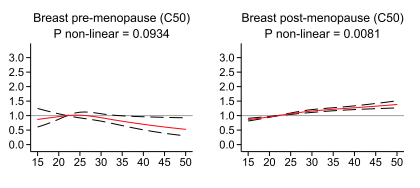 Breast pre-menopause (C50)
P non-linear = 0.0934
3.0
2.5
2.0
1.5
1.0
0.5
0.0
15 20 25 30 35 40 45 50
Breast post-menopause (C50)
P non-linear = 0.0081
3.0
2.5
2.0
1.5
1.0
0.5
0.0
15 20 25 30 35 40 45 50